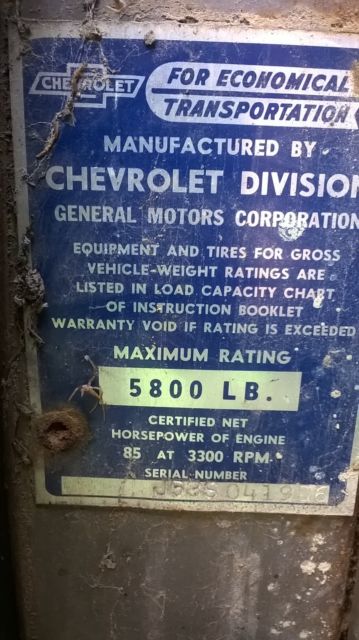 CHEVROLET
FOR ECONOMICAL
TRANSPORTATION
MANUFACTURED BY
CHEVROLET DIVISION
GENERAL MOTORS CORPORATION
EQUIPMENT AND TIRES FOR GROSS
VEHICLE-WEIGHT RATINGS ARE
LISTED IN LOAD CAPACITY CHART
OF INSTRUCTION BOOKLET
WARRANTY VOID IF RATING IS EXCEEDED
MAXIMUM RATING
5800 LB.
CERTIFIED NET
HORSEPOWER OF ENGINE
85 AT 3300 RPM
SERIAL NUMBER